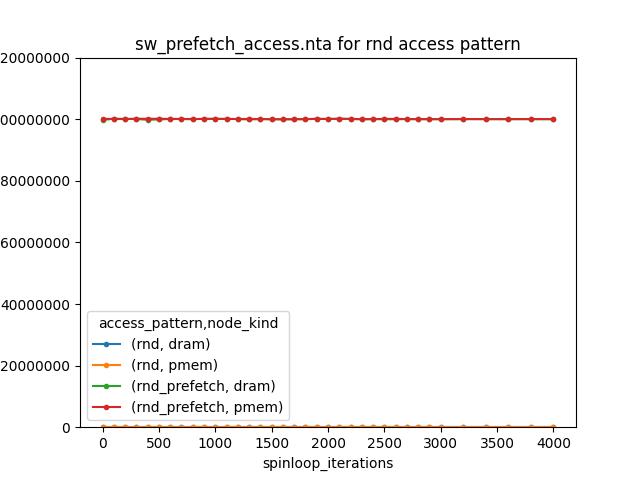 sw_prefetch_access.nta for rnd access pattern
20000000
00000000
80000000
60000000
40000000
20000000
0
access_pattern,node_kind
(rnd, dram)
(rnd, pmem)
(rnd_prefetch, dram)
(rnd_prefetch, pmem)
0 500 1000 1500 2000 2500 3000 3500 4000
spinloop_iterations